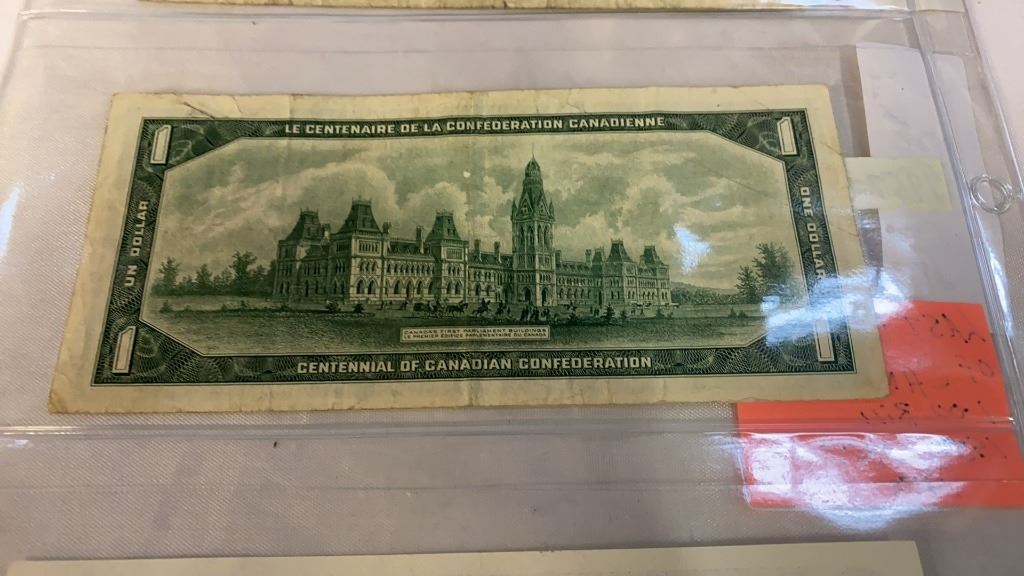 1 1
LE CENTENAIRE DE LA CONFEDERATION CANADIENNE
UN DOLLAR
ONE DOLLAR
CANADA'S FIRST PARLIAMENT BUILDINGS
LE PREMIER EDIFICE PARLEMENTAIRE DU CANADA
1 1
CENTENNIAL OF CANADIAN CONFEDERATION